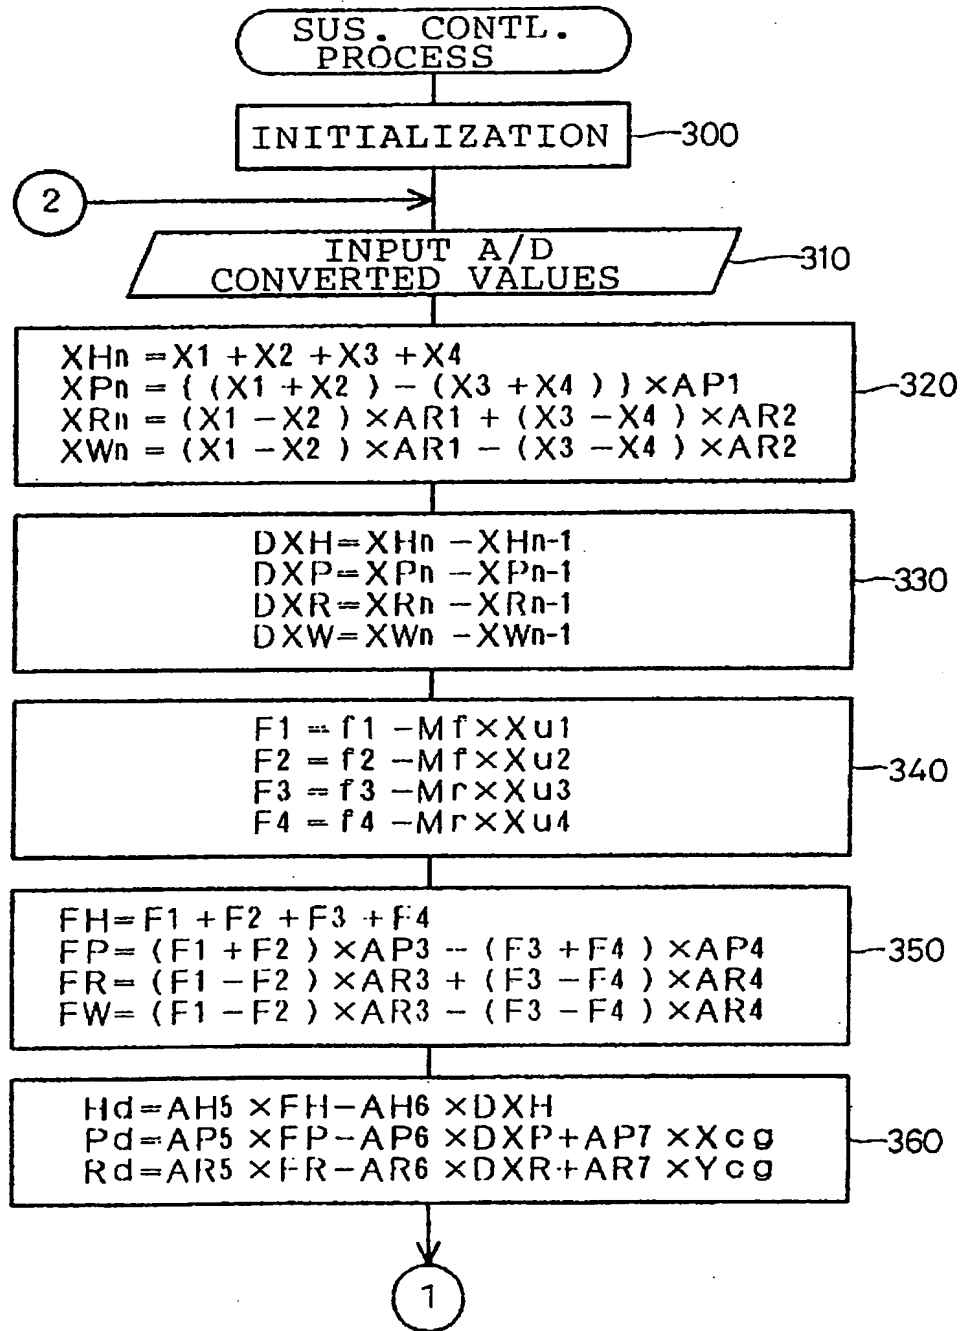 SUS. CONTL.
PROCESS
INITIALIZATION
300
2
INPUT A/D
CONVERTED VALUES
310
XHn = X1 + X2 + X3 + X4
XPn = { (X1 + X2 ) - (X3 + X4 ) } × AP1
XRn = (X1 - X2 ) × AR1 + (X3 - X4 ) × AR2
XWn = (X1 - X2 ) × AR1 - (X3 - X4 ) × AR2
320
DXH = XHn - XHn-1
DXP = XPn - XPn-1
DXR = XRn - XRn-1
DXW = XWn - XWn-1
330
F1 = f1 - Mf × Xu1
F2 = f2 - Mf × Xu2
F3 = f3 - Mr × Xu3
F4 = f4 - Mr × Xu4
340
FH = F1 + F2 + F3 + F4
FP = (F1 + F2 ) × AP3 - (F3 + F4 ) × AP4
FR = (F1 - F2 ) × AR3 + (F3 - F4 ) × AR4
FW = (F1 - F2 ) × AR3 - (F3 - F4 ) × AR4
350
Hd = AH5 × FH - AH6 × DXH
Pd = AP5 × FP - AP6 × DXP + AP7 × Xcg
Rd = AR5 × FR - AR6 × DXR + AR7 × Ycg
360
1